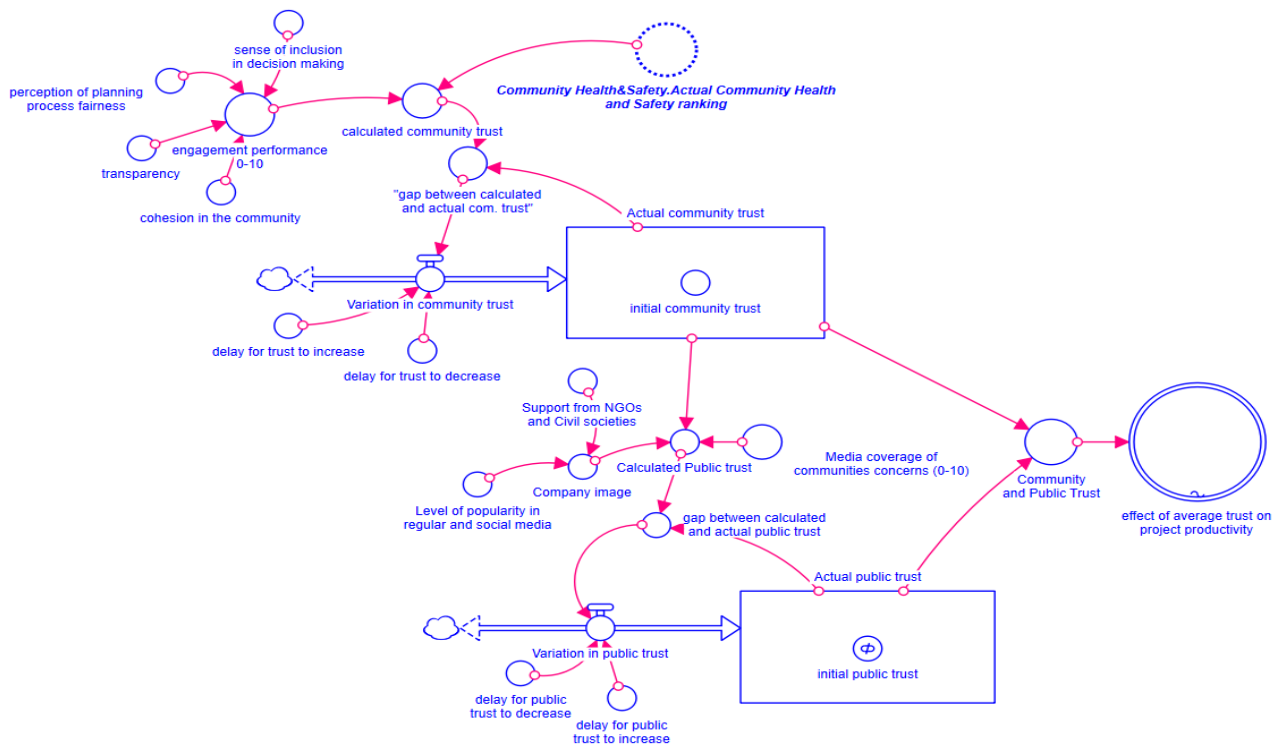 sense of inclusion
in decision making
perception of planning
process fairness
Community Health&Safety.Actual Community Health
and Safety ranking
calculated community trust
engagement performance
0-10
transparency
cohesion in the community
"gap between calculated
and actual com. trust"
Actual community trust
Variation in community trust
initial community trust
delay for trust to increase
delay for trust to decrease
Support from NGOs
and Civil societies
Calculated Public trust
Media coverage of
communities concerns (0-10)
Company image
Community
and Public Trust
Level of popularity in
regular and social media
effect of average trust on
project productivity
gap between calculated
and actual public trust
Actual public trust
Variation in public trust
initial public trust
delay for public
trust to decrease
delay for public
trust to increase